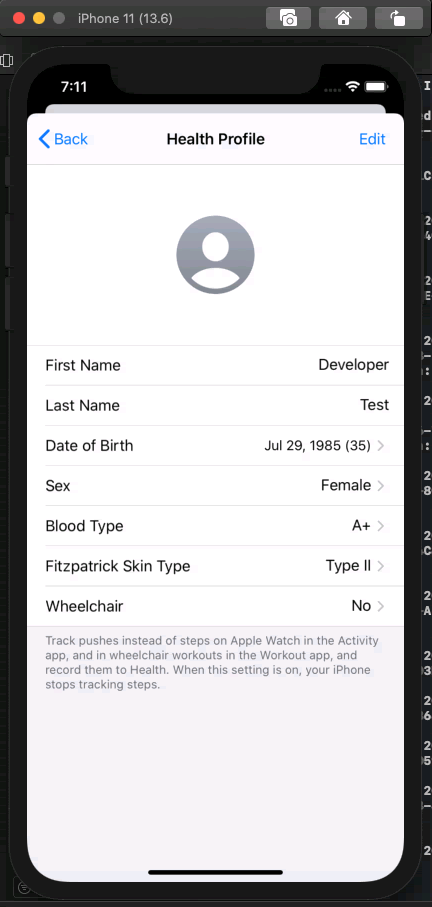 iPhone 11 (13.6)
7:11
Back
Health Profile
Edit
First Name Developer
Last Name Test
Date of Birth Jul 29, 1985 (35)
Sex Female
Blood Type A+
Fitzpatrick Skin Type Type II
Wheelchair No
Track pushes instead of steps on Apple Watch in the Activity
app, and in wheelchair workouts in the Workout app, and
record them to Health. When this setting is on, your iPhone
stops tracking steps.